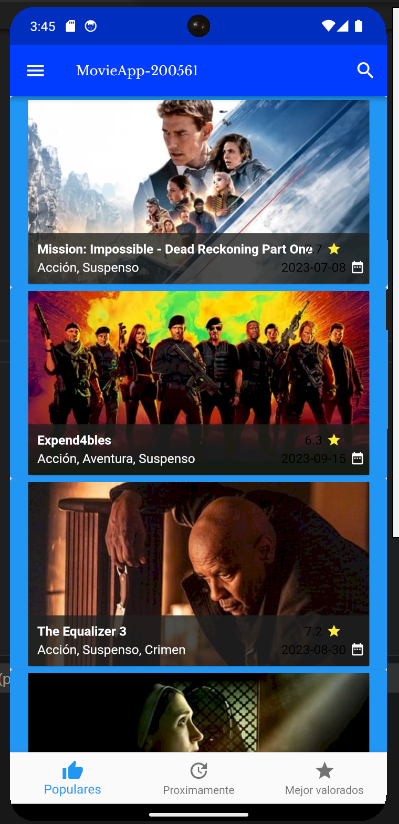 3:45
MovieApp-200561
Mission: Impossible - Dead Reckoning Part One
Acción, Suspenso 2023-07-08
Expend4bles 6.3
Acción, Aventura, Suspenso 2023-09-15
The Equalizer 3 7.2
Acción, Suspenso, Crimen 2023-08-30
Populares Proximamente Mejor valorados